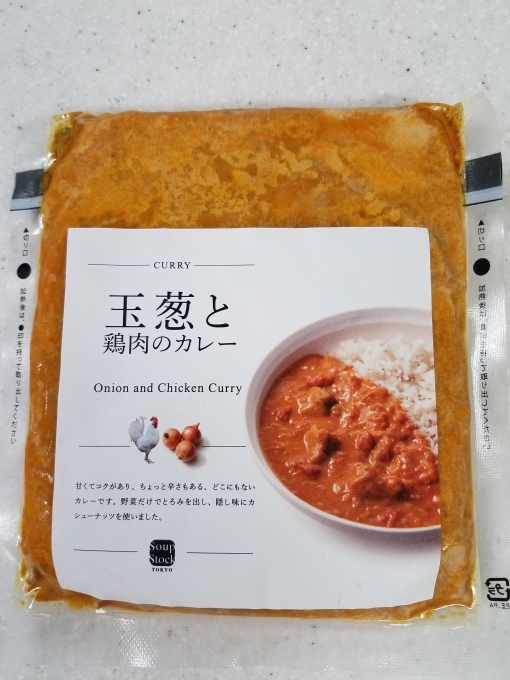 CURRY
玉葱と
鶏肉のカレー
Onion and Chicken Curry
甘くてコクがあり、ちょっと辛さもある、どこにもない
カレーです。野菜だけでとろみを出し、隠し味にカ
シューナッツを使いました。
Soup
Stock
TOKYO
▲切り口
加熱後は、●印を持って取り出してください
▲切り口
プラ
PE, PA